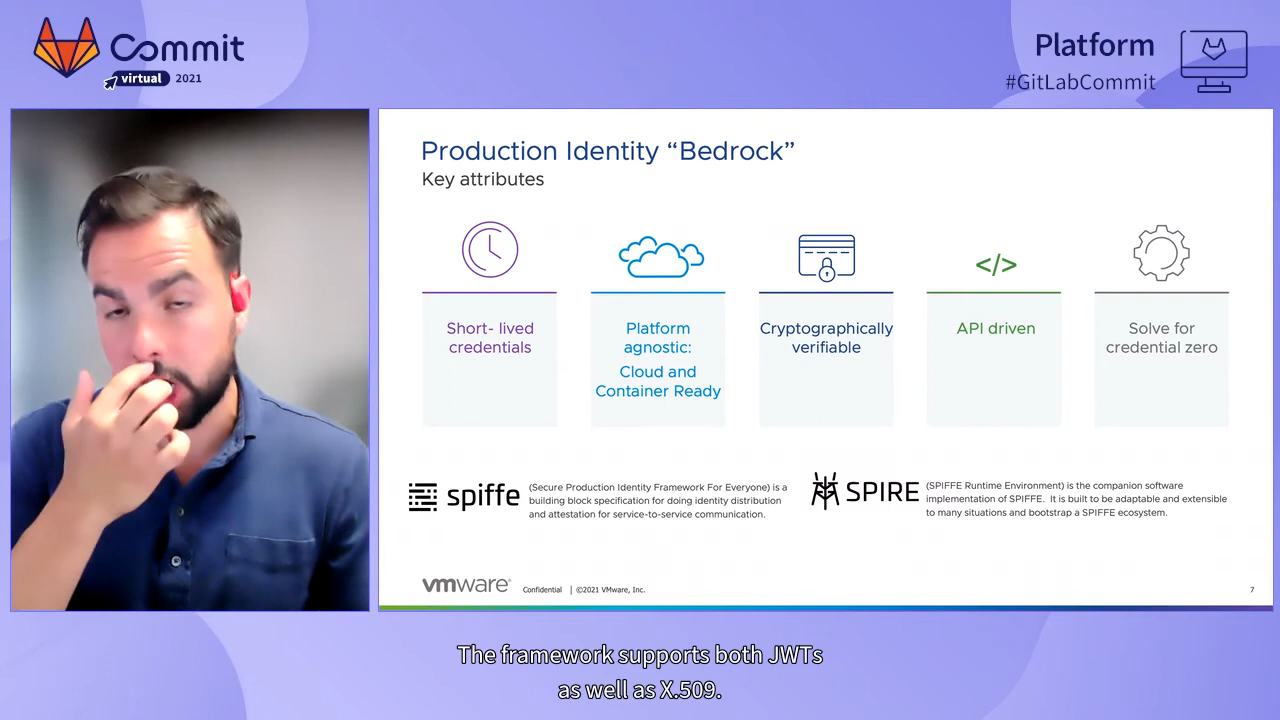 Commit
virtual 2021
Platform
#GitLabCommit
Production Identity “Bedrock”
Key attributes
Short- lived
credentials
Platform
agnostic:
Cloud and
Container Ready
Cryptographically
verifiable
</>
API driven
Solve for
credential zero
spiffe
(Secure Production Identity Framework For Everyone) is a
building block specification for doing identity distribution
and attestation for service-to-service communication.
SPIRE
(SPIFFE Runtime Environment) is the companion software
implementation of SPIFFE. It is built to be adaptable and extensible
to many situations and bootstrap a SPIFFE ecosystem.
vmware®
Confidential | ©2021 VMware, Inc.
7
The framework supports both JWTs
as well as X.509.